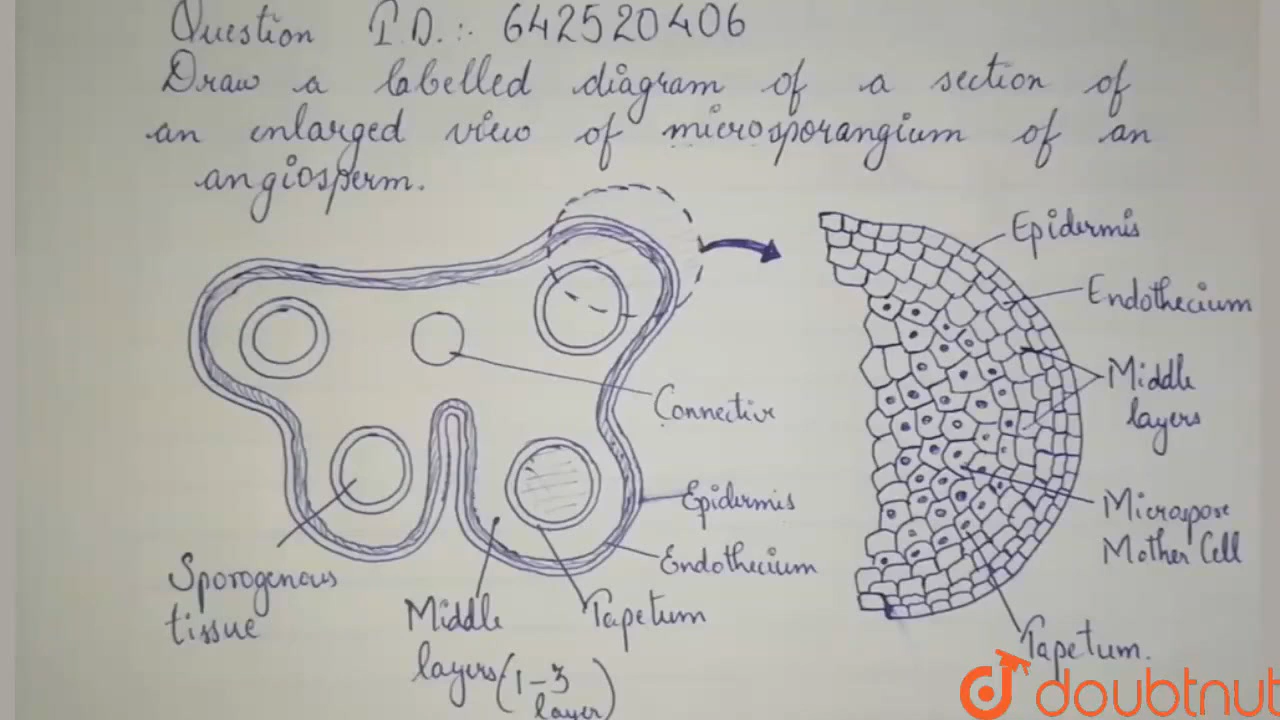 Question I.D.:. 642520406
Draw a labelled diagram of a section of
an enlarged view of microsporangium of an
angiosperm.
Epidermis
Endothecium
Middle
layers
Connective
Epidermis
Microspore
Mother Cell
Endothecium
Sporogenous
tissue
Middle
layers (1-3
layer)
Tapetum
Tapetum.
doubtnut